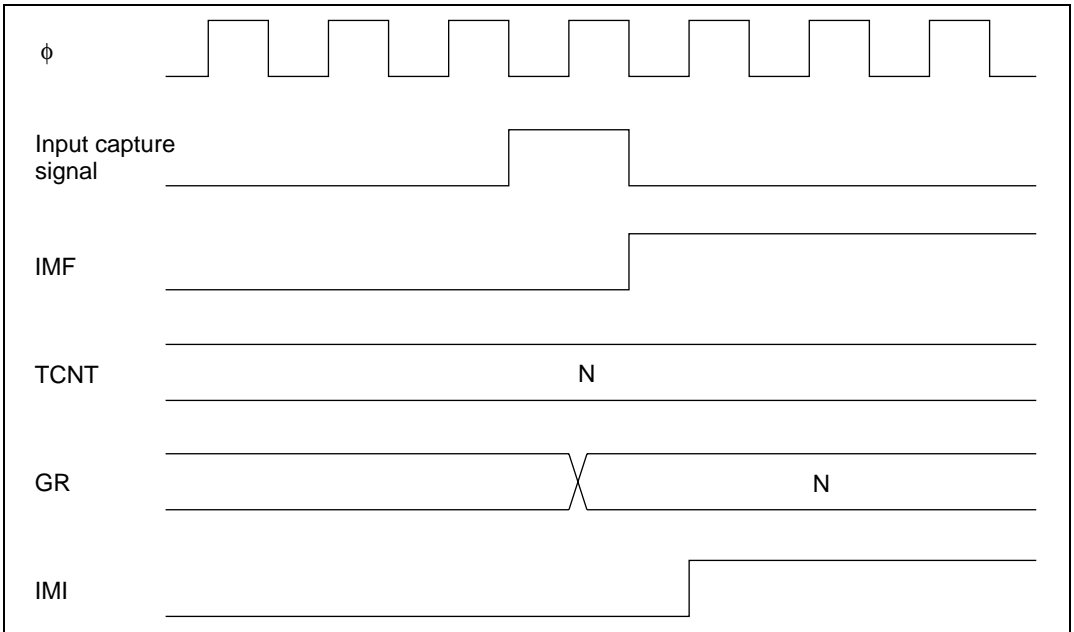 ϕ
Input capture
signal
IMF
TCNT
N
GR
N
IMI